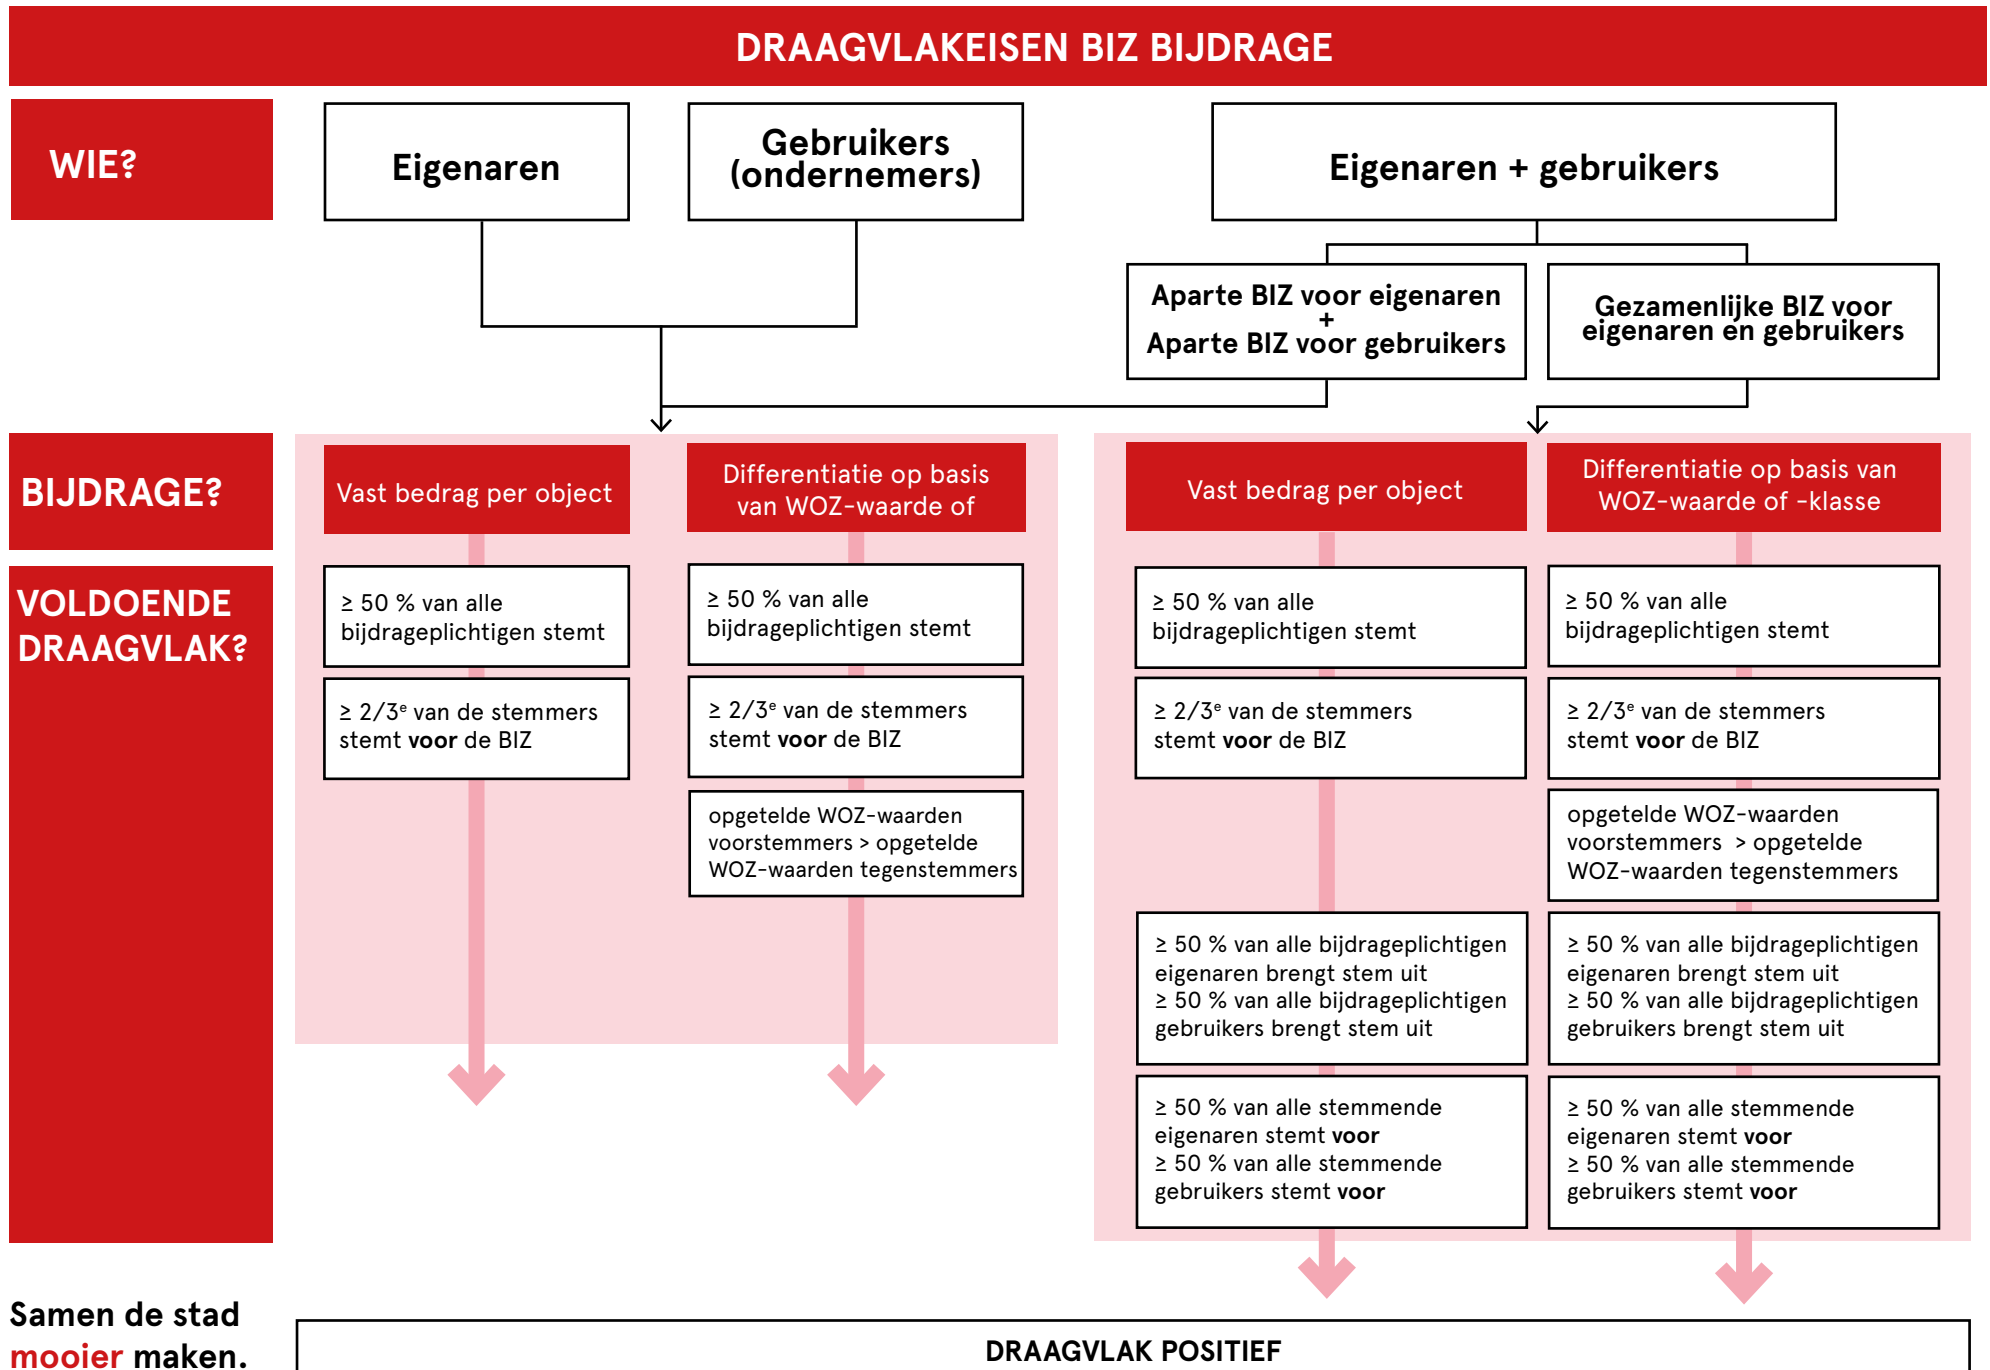 DRAAGVLAKEISEN BIZ BIJDRAGE
WIE?
Eigenaren
Gebruikers
(ondernemers)
Eigenaren + gebruikers
Aparte BIZ voor eigenaren
+
Aparte BIZ voor gebruikers
Gezamenlijke BIZ voor
eigenaren en gebruikers
BIJDRAGE?
Vast bedrag per object
Differentiatie op basis
van WOZ-waarde of
Vast bedrag per object
Differentiatie op basis van
WOZ-waarde of -klasse
VOLDOENDE
DRAAGVLAK?
≥ 50 % van alle
bijdrageplichtigen stemt
≥ 2/3ᵉ van de stemmers
stemt voor de BIZ
≥ 50 % van alle
bijdrageplichtigen stemt
≥ 2/3ᵉ van de stemmers
stemt voor de BIZ
opgetelde WOZ-waarden
voorstemmers > opgetelde
WOZ-waarden tegenstemmers
≥ 50 % van alle
bijdrageplichtigen stemt
≥ 2/3ᵉ van de stemmers
stemt voor de BIZ
≥ 50 % van alle bijdrageplichtigen
eigenaren brengt stem uit
≥ 50 % van alle bijdrageplichtigen
gebruikers brengt stem uit
≥ 50 % van alle stemmende
eigenaren stemt voor
≥ 50 % van alle stemmende
gebruikers stemt voor
≥ 50 % van alle
bijdrageplichtigen stemt
≥ 2/3ᵉ van de stemmers
stemt voor de BIZ
opgetelde WOZ-waarden
voorstemmers > opgetelde
WOZ-waarden tegenstemmers
≥ 50 % van alle bijdrageplichtigen
eigenaren brengt stem uit
≥ 50 % van alle bijdrageplichtigen
gebruikers brengt stem uit
≥ 50 % van alle stemmende
eigenaren stemt voor
≥ 50 % van alle stemmende
gebruikers stemt voor
Samen de stad
mooier maken.
DRAAGVLAK POSITIEF